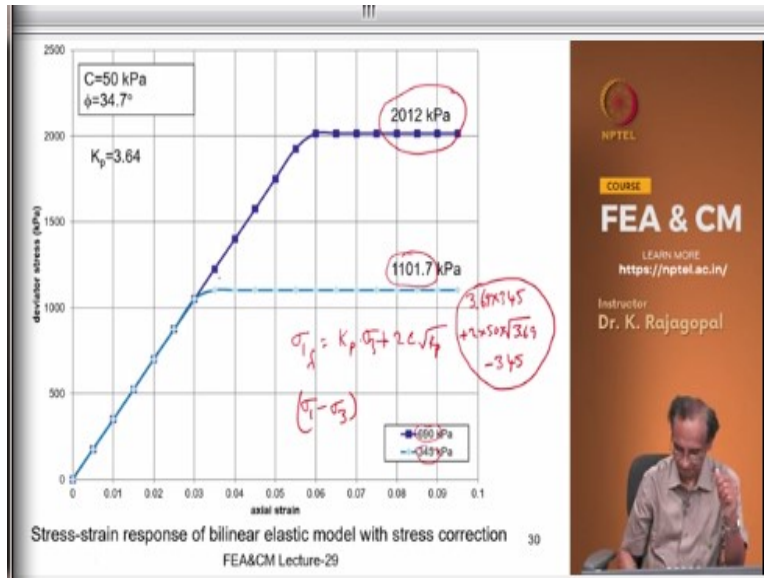 2500
C=50 kPa
ϕ=34.7°
2012 kPa
2000
Kp=3.64
1500
1101.7 kPa
1000
500
0
deviator stress (kPa)
σ1f = Kp·σ3 + 2c√Kp
(σ1 - σ3)
3.69×345
+2×50×√3.69
-345
690 kPa
345 kPa
0 0.01 0.02 0.03 0.04 0.05 0.06 0.07 0.08 0.09 0.1
axial strain
Stress-strain response of bilinear elastic model with stress correction 30
FEA&CM Lecture-29
NPTEL
COURSE
FEA & CM
LEARN MORE
https://nptel.ac.in/
Instructor
Dr. K. Rajagopal